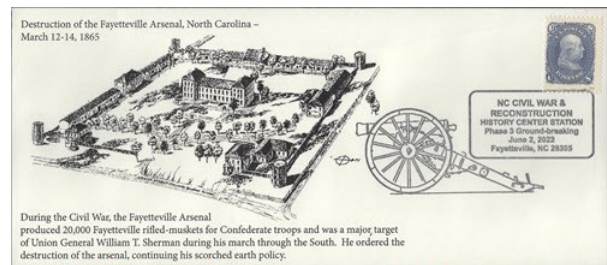 Destruction of the Fayetteville Arsenal, North Carolina –
March 12-14, 1865
NC CIVIL WAR &
RECONSTRUCTION
HISTORY CENTER STATION
Phase 3 Ground-breaking
June 2, 2022
Fayetteville, NC 28305
During the Civil War, the Fayetteville Arsenal
produced 20,000 Fayetteville rifled-muskets for Confederate troops and was a major target
of Union General William T. Sherman during his march through the South. He ordered the
destruction of the arsenal, continuing his scorched earth policy.